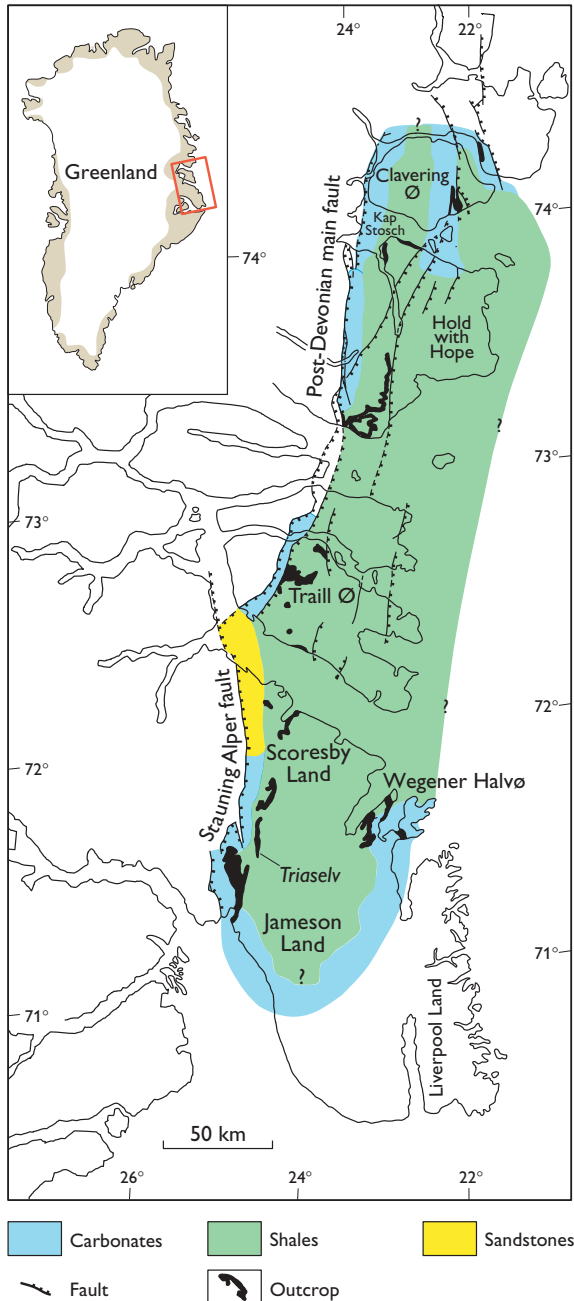 24°
22°
Greenland
74°
Clavering
Ø
Kap
Stosch
74°
Post-Devonian main fault
Hold
with
Hope
?
?
73°
73°
Traill Ø
72°
?
Stauning Alper fault
Scoresby
Land
72°
Wegener Halvø
Triaselv
Jameson
Land
?
71°
71°
Liverpool Land
50 km
26°
24°
22°
Carbonates
Shales
Sandstones
Fault
Outcrop